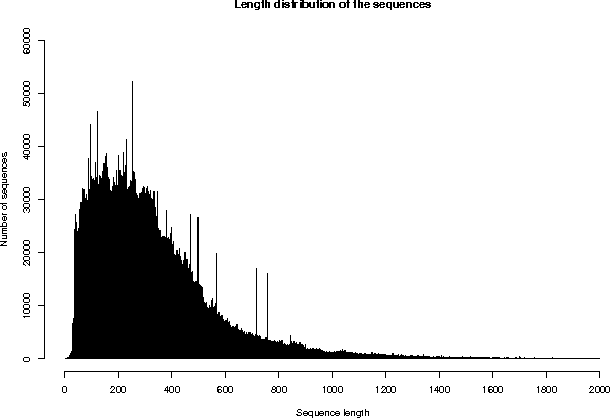 Length distribution of the sequences
60000
50000
40000
30000
20000
10000
0
Number of sequences
0 200 400 600 800 1000 1200 1400 1600 1800 2000
Sequence length